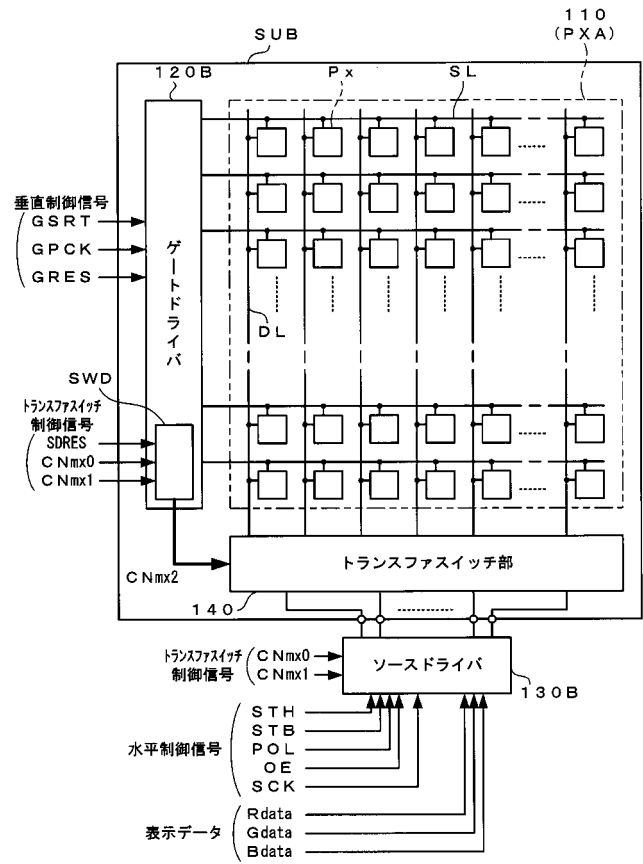 110
(PXA)
SUB
120B
Px
SL
垂直制御信号
GSRT
GPCK
GRES
ゲートドライバ
DL
SWD
トランスファスイッチ
制御信号
SDRES
CNmx0
CNmx1
CNmx2
トランスファスイッチ部
140
トランスファスイッチ
制御信号
CNmx0
CNmx1
ソースドライバ
130B
水平制御信号
STH
STB
POL
OE
SCK
表示データ
Rdata
Gdata
Bdata